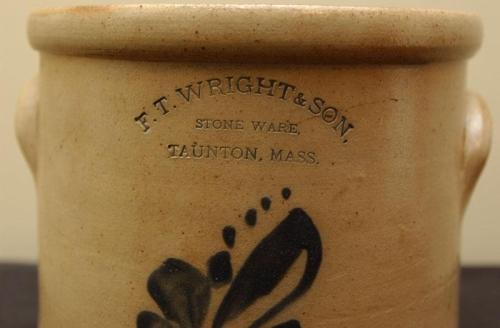 F.T. WRIGHT & SON,
STONE WARE,
TAUNTON, MASS.